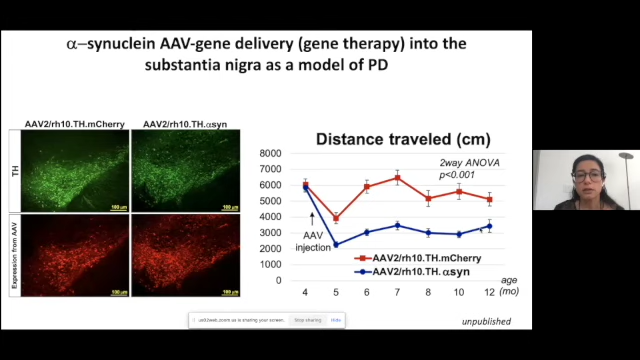 α–synuclein AAV-gene delivery (gene therapy) into the
substantia nigra as a model of PD
AAV2/rh10.TH.mCherry
AAV2/rh10.TH.αsyn
TH
Expression from AAV
100 µm
100 µm
100 µm
100 µm
Distance traveled (cm)
8000
7000
6000
5000
4000
3000
2000
1000
0
2way ANOVA
p<0.001
AAV
injection
AAV2/rh10.TH.mCherry
AAV2/rh10.TH.αsyn
4
5
6
7
8
10
12
age
(mo)
is sharing your screen.
Stop sharing
Hide
unpublished